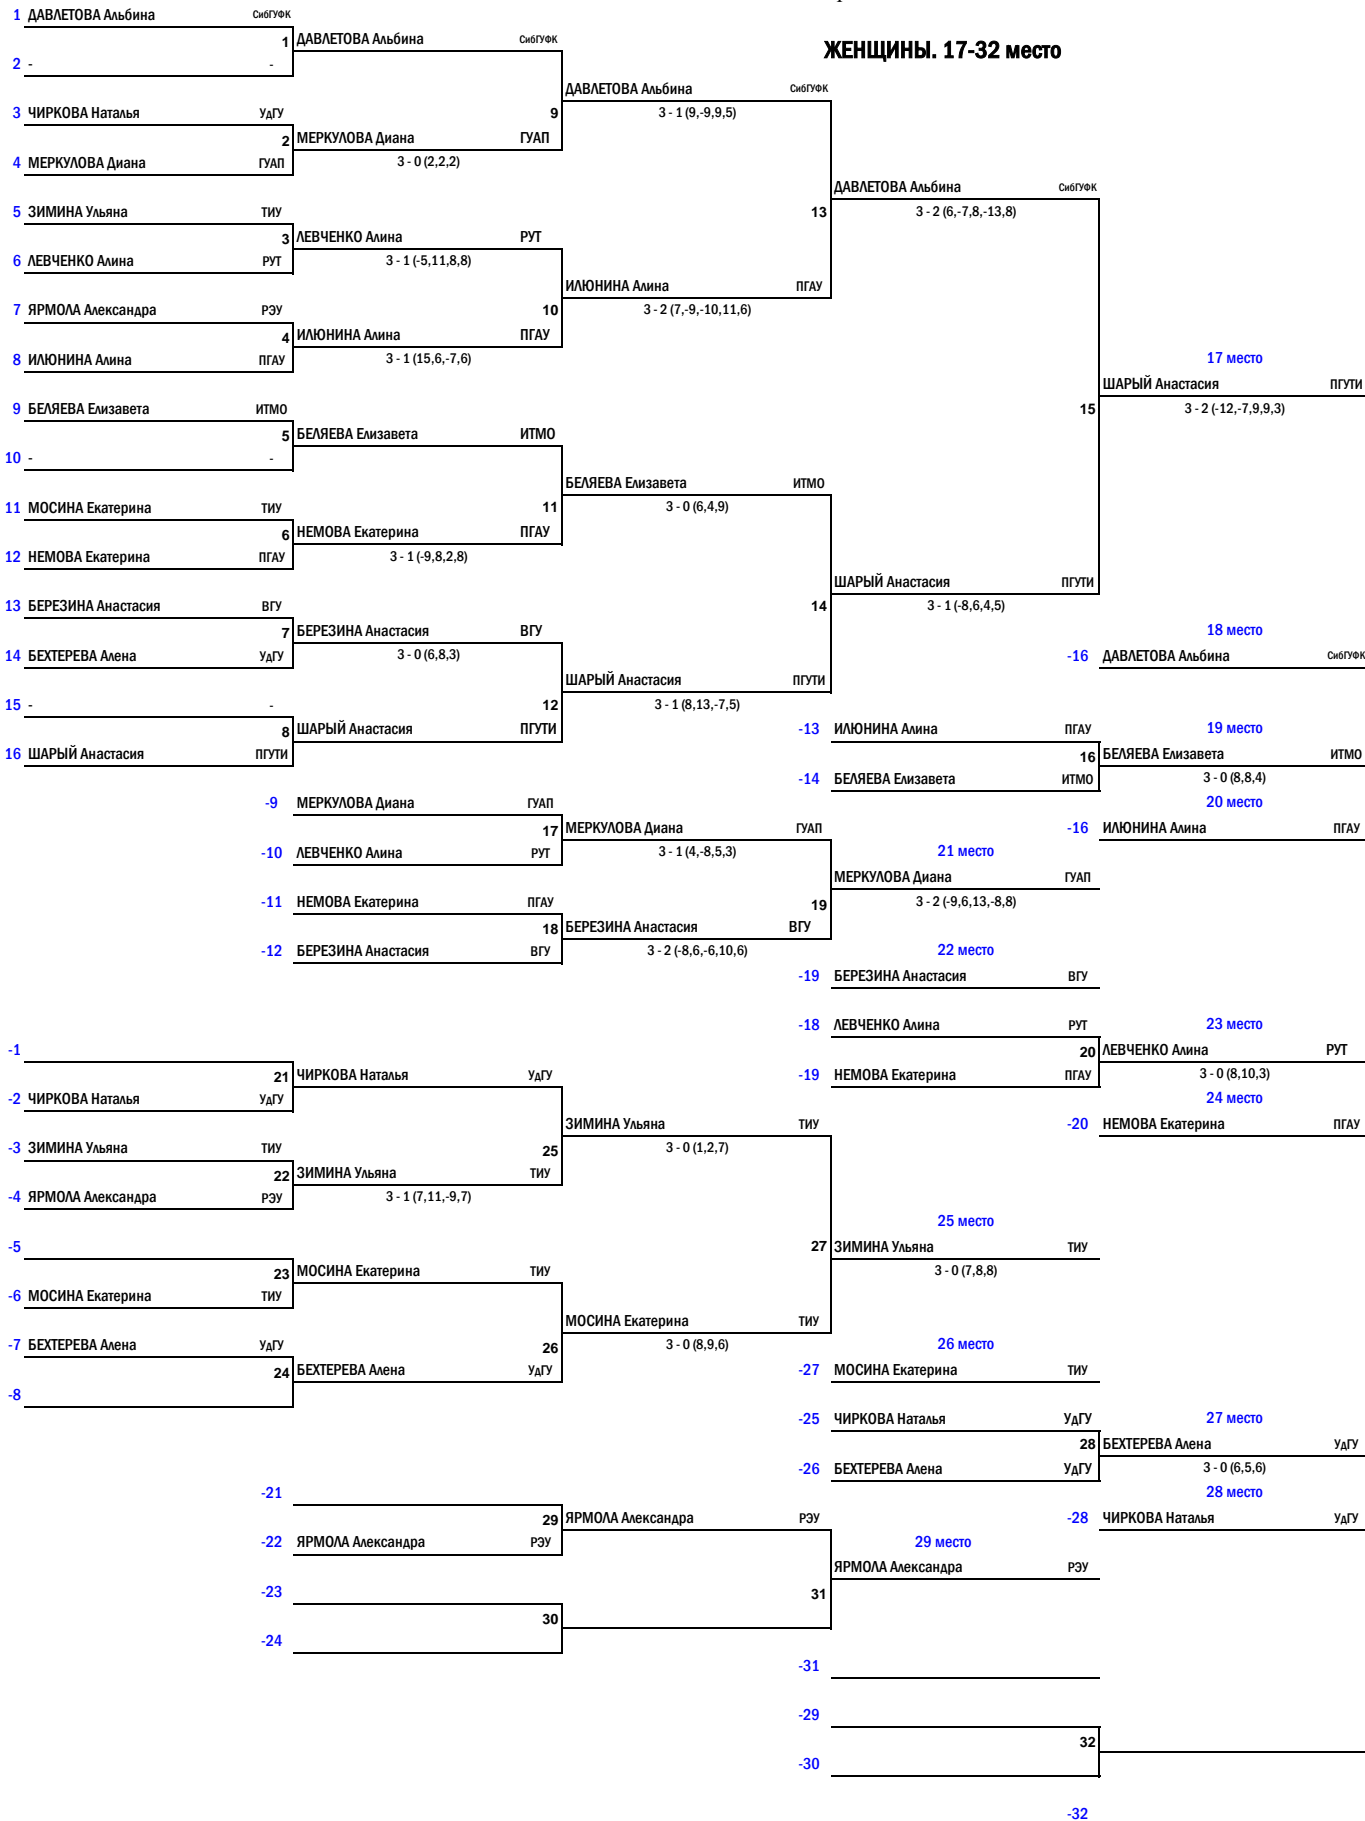 ЖЕНЩИНЫ. 17-32 место
1 ДАВЛЕТОВА Альбина СибГУФК
1 ДАВЛЕТОВА Альбина СибГУФК
2 - -
ДАВЛЕТОВА Альбина СибГУФК
3 ЧИРКОВА Наталья УдГУ
9 3 - 1 (9,-9,9,5)
2 МЕРКУЛОВА Диана ГУАП
4 МЕРКУЛОВА Диана ГУАП 3 - 0 (2,2,2)
ДАВЛЕТОВА Альбина СибГУФК
5 ЗИМИНА Ульяна ТИУ 13 3 - 2 (6,-7,8,-13,8)
3 ЛЕВЧЕНКО Алина РУТ
6 ЛЕВЧЕНКО Алина РУТ 3 - 1 (-5,11,8,8)
ИЛЮНИНА Алина ПГАУ
7 ЯРМОЛА Александра РЭУ 10 3 - 2 (7,-9,-10,11,6)
4 ИЛЮНИНА Алина ПГАУ
8 ИЛЮНИНА Алина ПГАУ 3 - 1 (15,6,-7,6) 17 место
ШАРЫЙ Анастасия ПГУТИ
9 БЕЛЯЕВА Елизавета ИТМО 15 3 - 2 (-12,-7,9,9,3)
5 БЕЛЯЕВА Елизавета ИТМО
10 - -
БЕЛЯЕВА Елизавета ИТМО
11 МОСИНА Екатерина ТИУ 11 3 - 0 (6,4,9)
6 НЕМОВА Екатерина ПГАУ
12 НЕМОВА Екатерина ПГАУ 3 - 1 (-9,8,2,8)
ШАРЫЙ Анастасия ПГУТИ
13 БЕРЕЗИНА Анастасия ВГУ 14 3 - 1 (-8,6,4,5)
7 БЕРЕЗИНА Анастасия ВГУ 18 место
14 БЕХТЕРЕВА Алена УдГУ 3 - 0 (6,8,3) -16 ДАВЛЕТОВА Альбина СибГУФК
ШАРЫЙ Анастасия ПГУТИ
15 - - 12 3 - 1 (8,13,-7,5)
8 ШАРЫЙ Анастасия ПГУТИ -13 ИЛЮНИНА Алина ПГАУ 19 место
16 ШАРЫЙ Анастасия ПГУТИ 16 БЕЛЯЕВА Елизавета ИТМО
-14 БЕЛЯЕВА Елизавета ИТМО 3 - 0 (8,8,4)
-9 МЕРКУЛОВА Диана ГУАП 20 место
17 МЕРКУЛОВА Диана ГУАП -16 ИЛЮНИНА Алина ПГАУ
-10 ЛЕВЧЕНКО Алина РУТ 3 - 1 (4,-8,5,3) 21 место
МЕРКУЛОВА Диана ГУАП
-11 НЕМОВА Екатерина ПГАУ 19 3 - 2 (-9,6,13,-8,8)
18 БЕРЕЗИНА Анастасия ВГУ
-12 БЕРЕЗИНА Анастасия ВГУ 3 - 2 (-8,6,-6,10,6) 22 место
-19 БЕРЕЗИНА Анастасия ВГУ
-18 ЛЕВЧЕНКО Алина РУТ 23 место
-1 20 ЛЕВЧЕНКО Алина РУТ
21 ЧИРКОВА Наталья УдГУ -19 НЕМОВА Екатерина ПГАУ 3 - 0 (8,10,3)
-2 ЧИРКОВА Наталья УдГУ 24 место
ЗИМИНА Ульяна ТИУ -20 НЕМОВА Екатерина ПГАУ
-3 ЗИМИНА Ульяна ТИУ 25 3 - 0 (1,2,7)
22 ЗИМИНА Ульяна ТИУ
-4 ЯРМОЛА Александра РЭУ 3 - 1 (7,11,-9,7)
25 место
-5 27 ЗИМИНА Ульяна ТИУ
23 МОСИНА Екатерина ТИУ 3 - 0 (7,8,8)
-6 МОСИНА Екатерина ТИУ
МОСИНА Екатерина ТИУ
-7 БЕХТЕРЕВА Алена УдГУ 26 3 - 0 (8,9,6) 26 место
24 БЕХТЕРЕВА Алена УдГУ -27 МОСИНА Екатерина ТИУ
-8
-25 ЧИРКОВА Наталья УдГУ 27 место
28 БЕХТЕРЕВА Алена УдГУ
-26 БЕХТЕРЕВА Алена УдГУ 3 - 0 (6,5,6)
-21 28 место
29 ЯРМОЛА Александра РЭУ -28 ЧИРКОВА Наталья УдГУ
-22 ЯРМОЛА Александра РЭУ 29 место
ЯРМОЛА Александра РЭУ
-23 31
30
-24
-31
-29
32
-30
-32